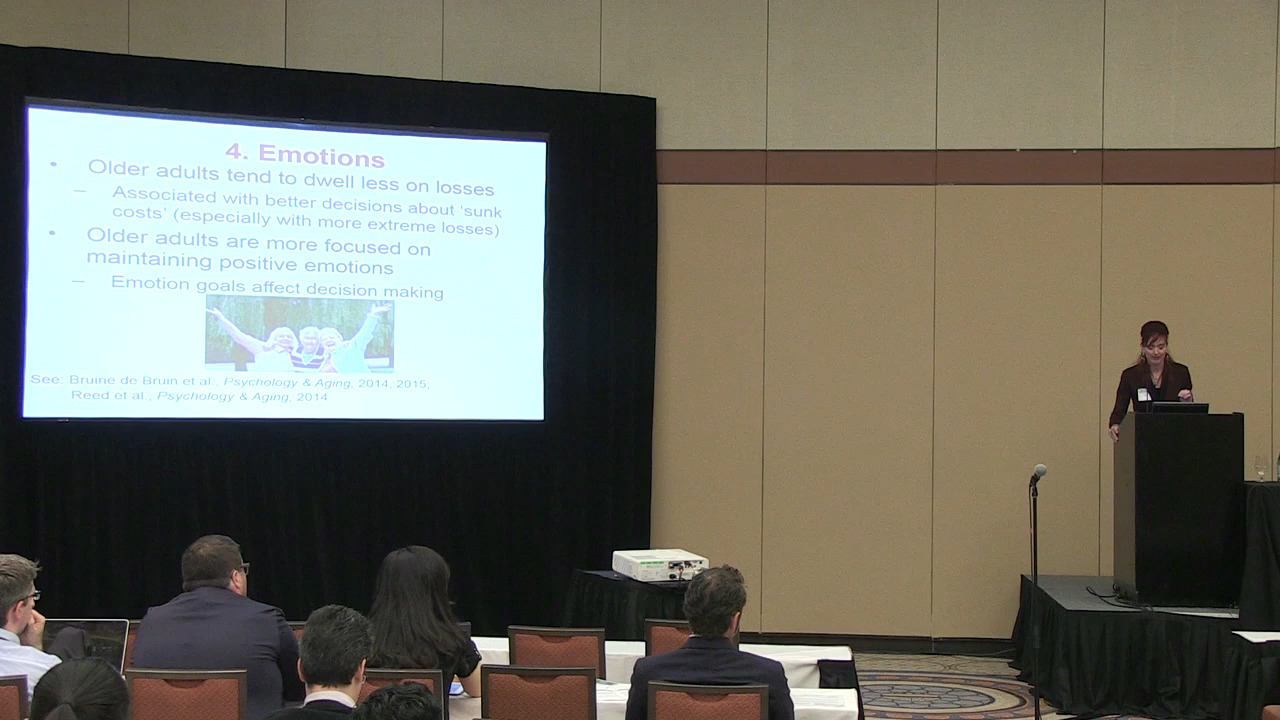 4. Emotions
• Older adults tend to dwell less on losses
– Associated with better decisions about ‘sunk
costs’ (especially with more extreme losses)
• Older adults are more focused on
maintaining positive emotions
– Emotion goals affect decision making
See: Bruine de Bruin et al., Psychology & Aging, 2014, 2015,
Reed et al., Psychology & Aging, 2014